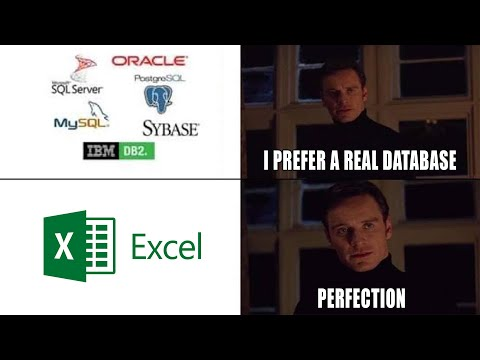 ORACLE
Microsoft
SQL Server
PostgreSQL
MySQL
SYBASE
IBM DB2.
I PREFER A REAL DATABASE
X
Excel
PERFECTION